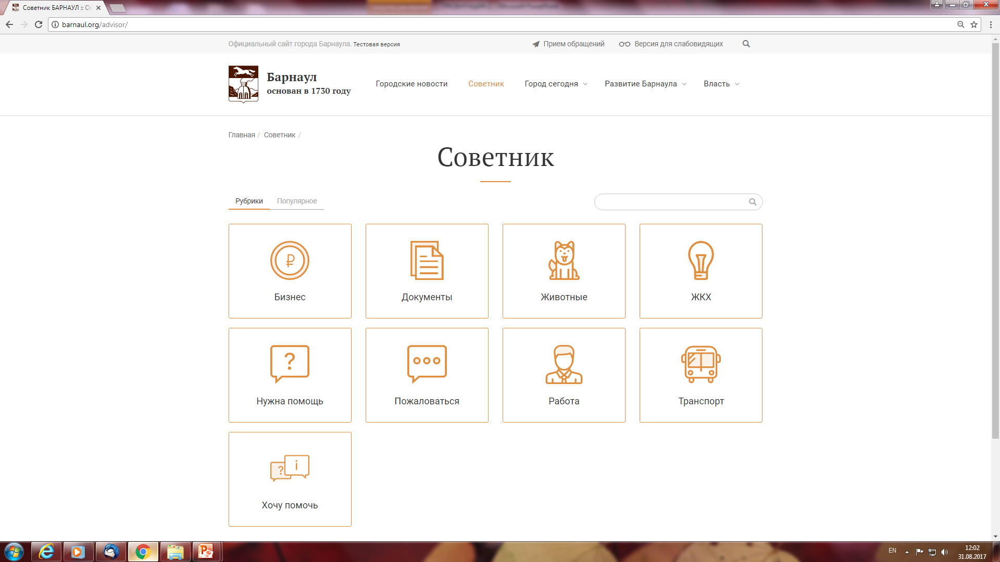 Советник БАРНАУЛ :: О
barnaul.org/advisor/
Официальный сайт города Барнаула. Тестовая версия
Прием обращений
Версия для слабовидящих
Барнаул
основан в 1730 году
Городские новости
Советник
Город сегодня
Развитие Барнаула
Власть
Главная / Советник /
Советник
Рубрики
Популярное
Бизнес
Документы
Животные
ЖКХ
Нужна помощь
Пожаловаться
Работа
Транспорт
Хочу помочь
EN
12:02
31.08.2017